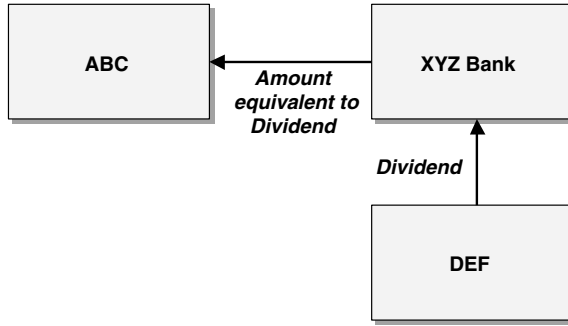 ABC
XYZ Bank
Amount
equivalent to
Dividend
Dividend
DEF